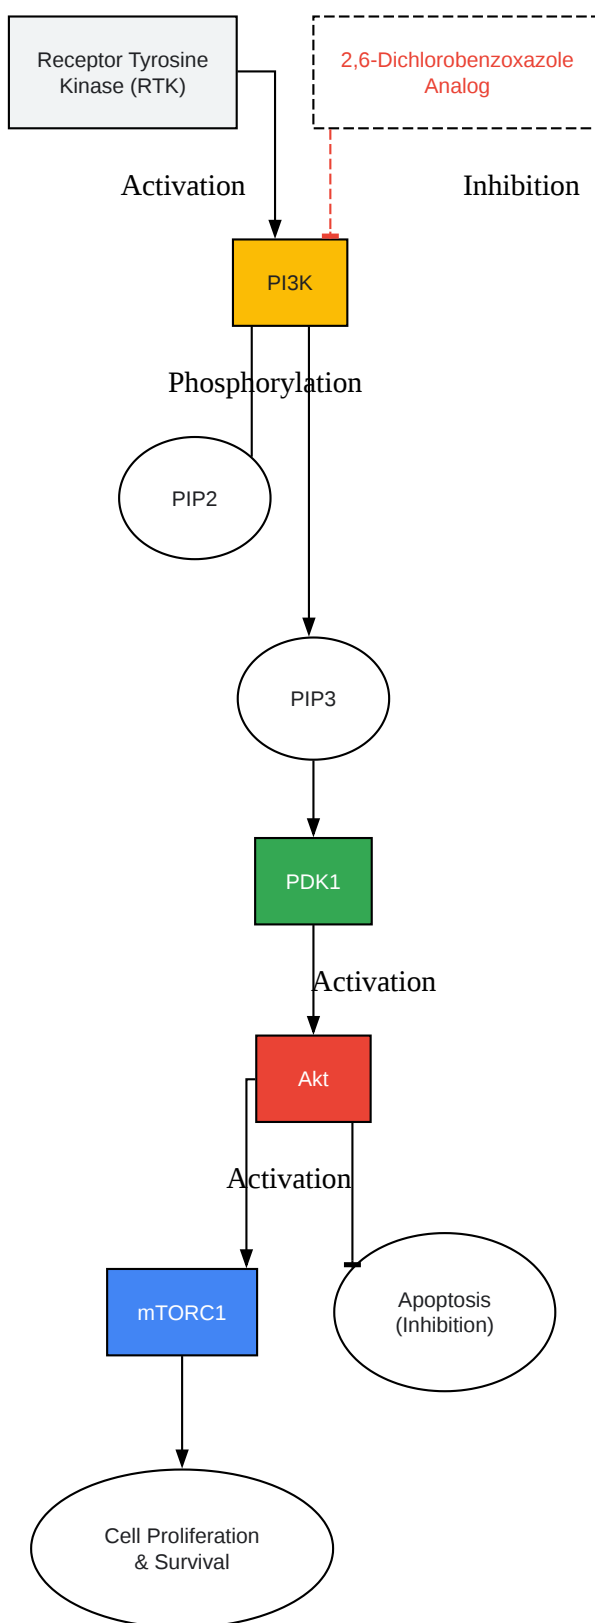 Receptor Tyrosine
Kinase (RTK)
2,6-Dichlorobenzoxazole
Analog
Activation
Inhibition
PI3K
Phosphorylation
PIP2
PIP3
PDK1
Activation
Akt
Activation
Apoptosis
(Inhibition)
mTORC1
Cell Proliferation
& Survival